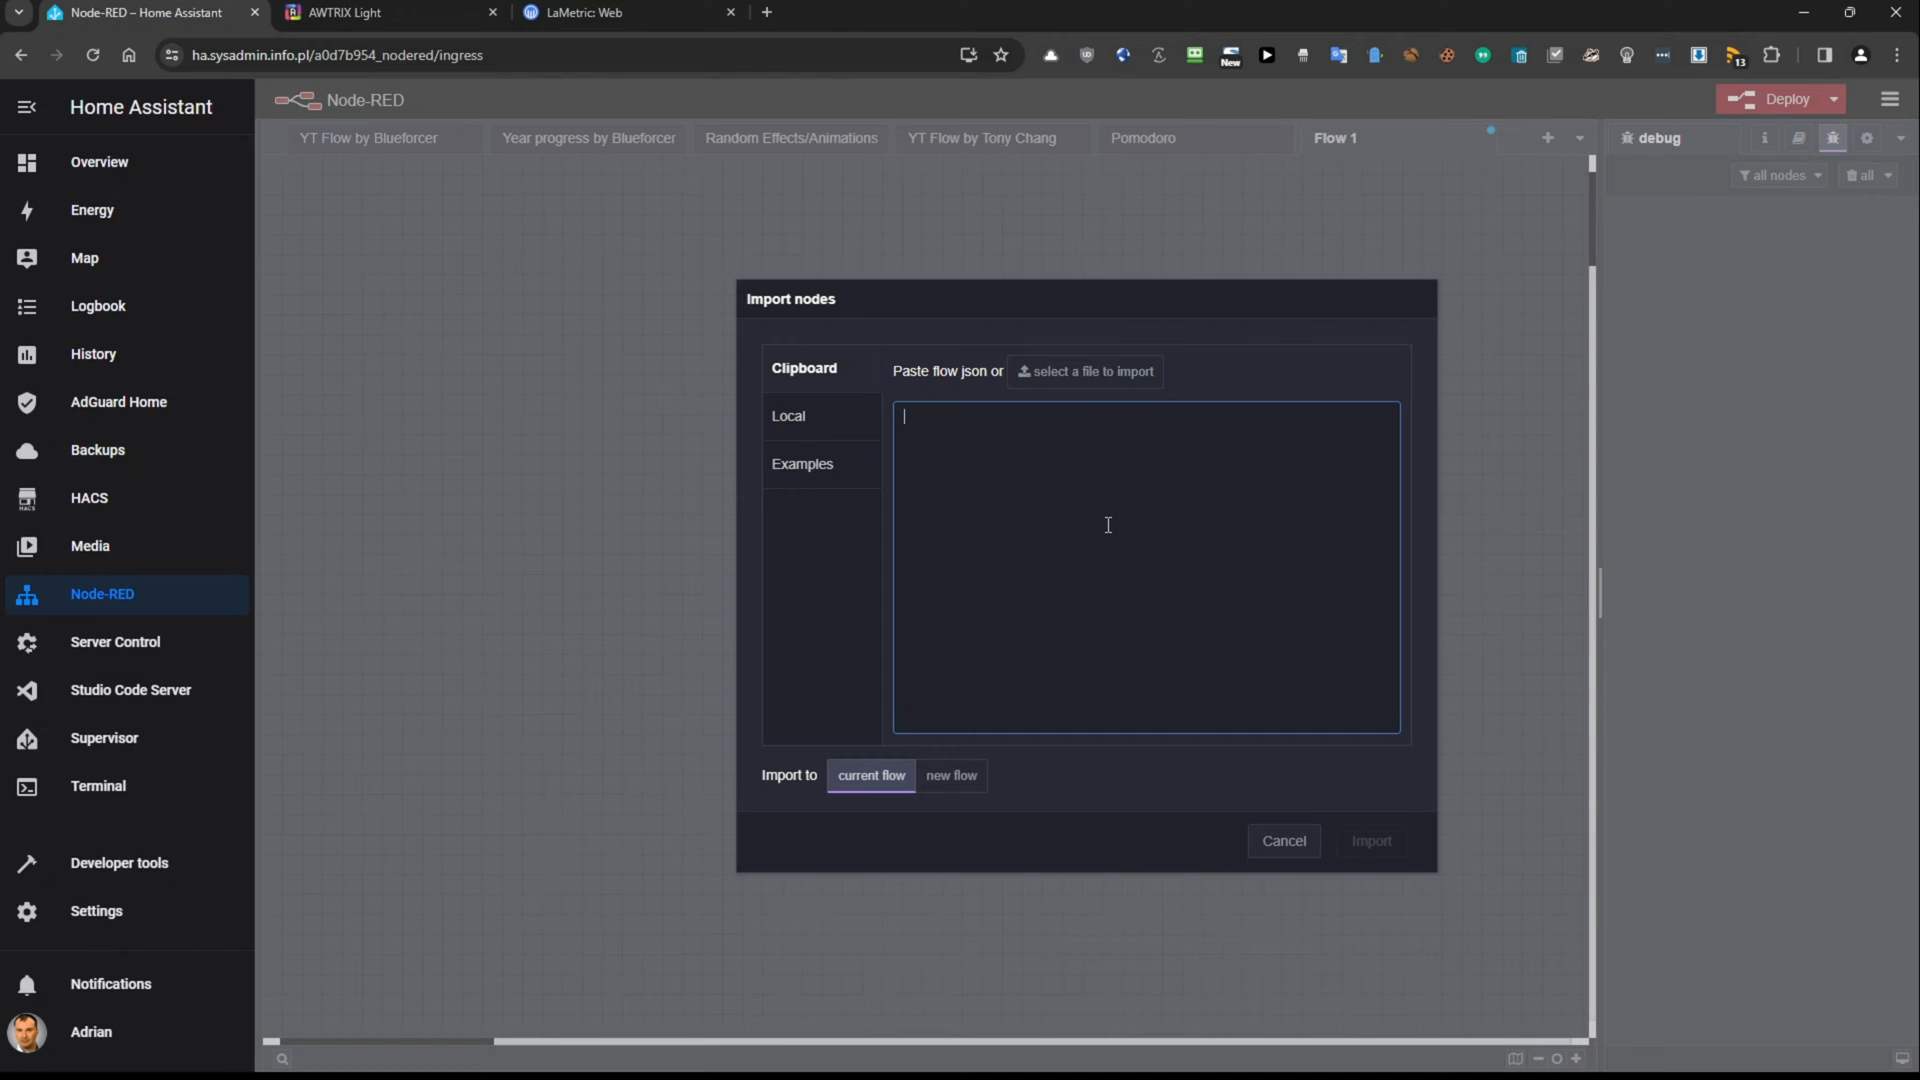 Node-RED – Home Assistant
AWTRIX Light
LaMetric: Web
ha.sysadmin.info.pl/a0d7b954_nodered/ingress
New
13
Home Assistant
Node-RED
Deploy
YT Flow by Blueforcer
Year progress by Blueforcer
Random Effects/Animations
YT Flow by Tony Chang
Pomodoro
Flow 1
debug
all nodes
all
Overview
Energy
Map
Logbook
History
AdGuard Home
Backups
HACS
HACS
Media
Node-RED
Server Control
Studio Code Server
Supervisor
Terminal
Developer tools
Settings
Notifications
Adrian
Import nodes
Clipboard
Local
Examples
Paste flow json or
select a file to import
Import to
current flow
new flow
Cancel
Import